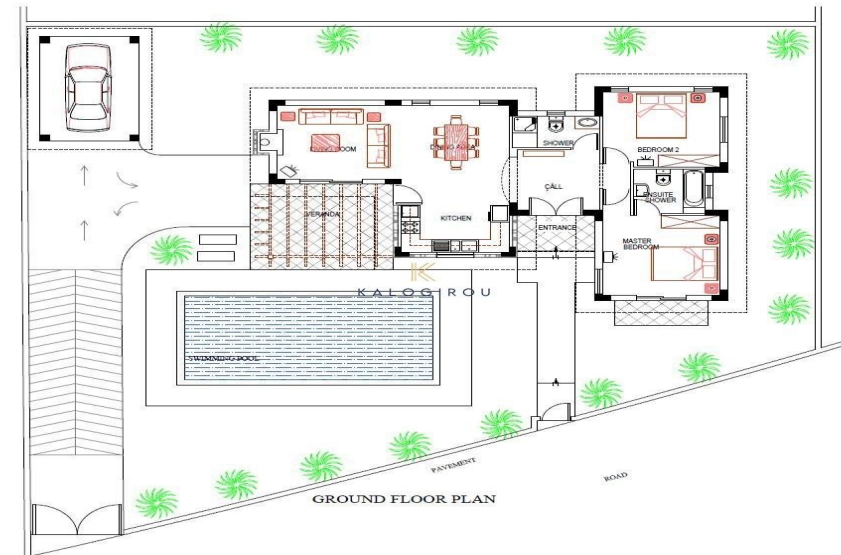 SHOWER
BEDROOM 2
LIVING ROOM
DINING AREA
CALL
ENSUITE
SHOWER
VERANDA
KITCHEN
ENTRANCE
MASTER
BEDROOM
K
KALOGIROU
SWIMMING POOL
PAVEMENT
ROAD
GROUND FLOOR PLAN